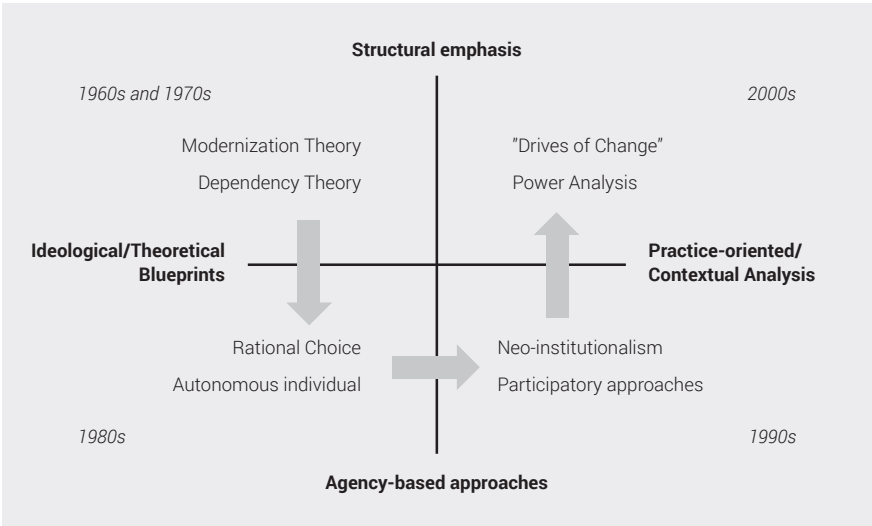 Structural emphasis
1960s and 1970s
2000s
Modernization Theory
Dependency Theory
"Drives of Change"
Power Analysis
Ideological/Theoretical
Blueprints
Practice-oriented/
Contextual Analysis
Rational Choice
Autonomous individual
Neo-institutionalism
Participatory approaches
1980s
1990s
Agency-based approaches